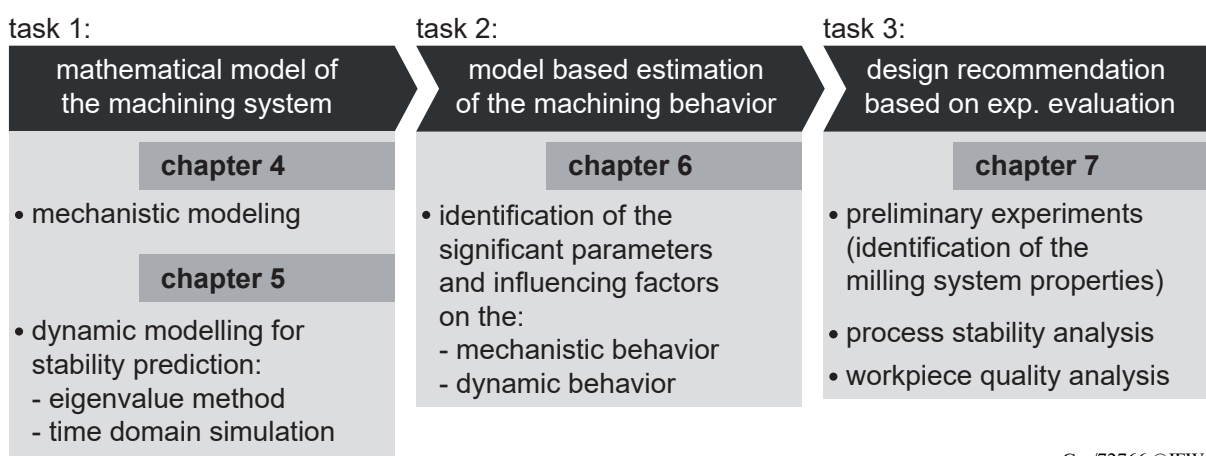 task 1:
mathematical model of
the machining system
chapter 4
• mechanistic modeling
chapter 5
• dynamic modelling for
stability prediction:
- eigenvalue method
- time domain simulation
task 2:
model based estimation
of the machining behavior
chapter 6
• identification of the
significant parameters
and influencing factors
on the:
- mechanistic behavior
- dynamic behavior
task 3:
design recommendation
based on exp. evaluation
chapter 7
• preliminary experiments
(identification of the
milling system properties)
• process stability analysis
• workpiece quality analysis